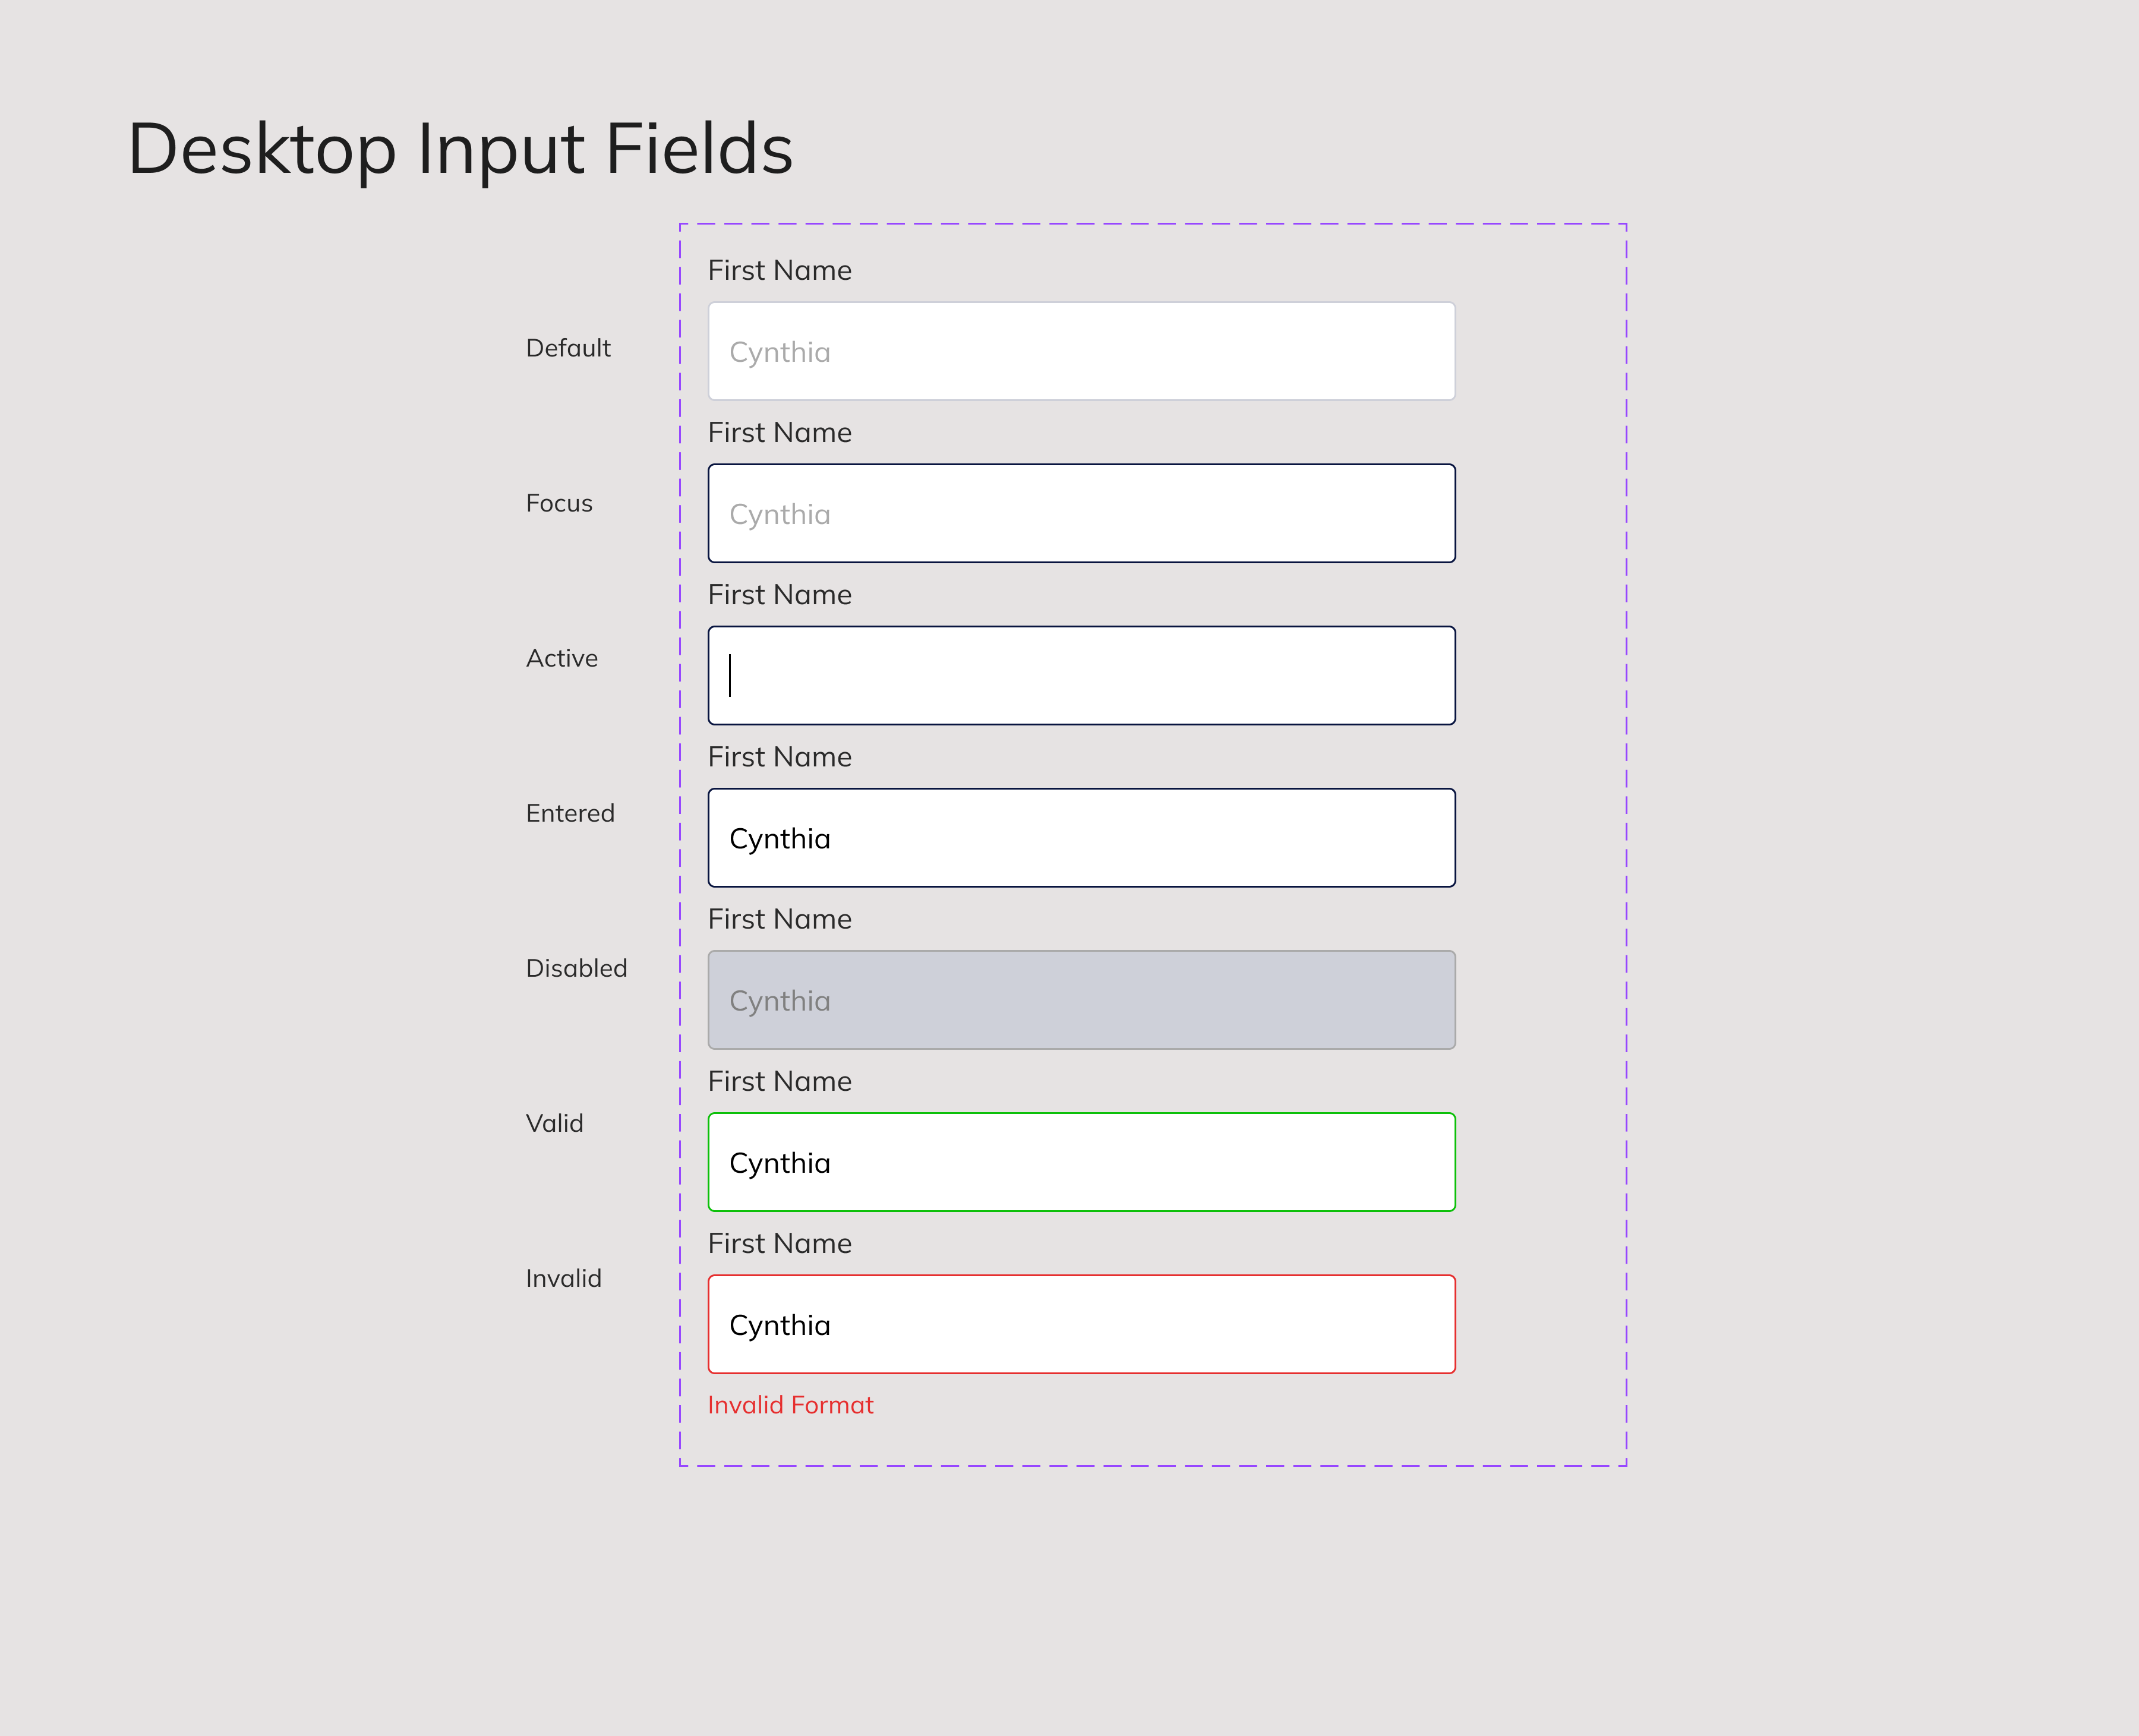 Desktop Input Fields
First Name
Default
Cynthia
First Name
Focus
Cynthia
First Name
Active
First Name
Entered
Cynthia
First Name
Disabled
Cynthia
First Name
Valid
Cynthia
First Name
Invalid
Cynthia
Invalid Format